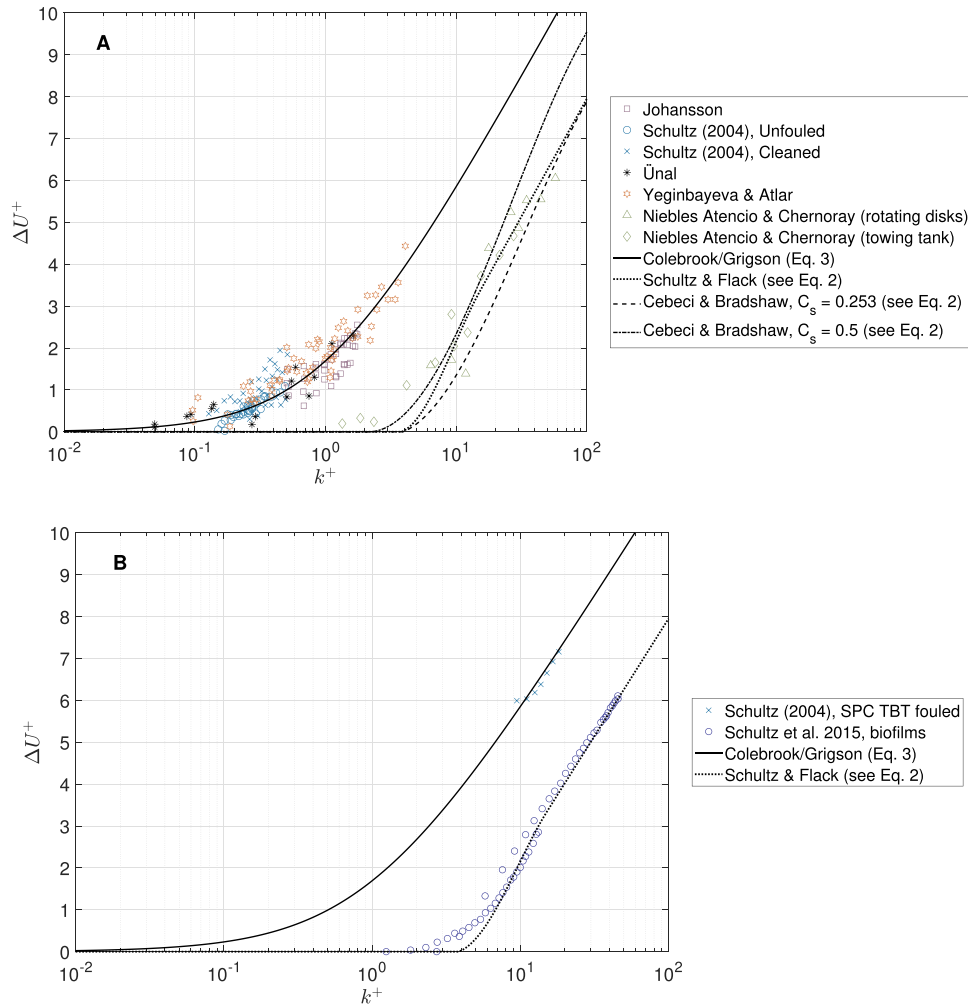 A
10
9
8
7
6
5
4
3
2
1
0
ΔU⁺
10⁻² 10⁻¹ 10⁰ 10¹ 10²
k⁺
Johansson
Schultz (2004), Unfouled
Schultz (2004), Cleaned
Ünal
Yeginbayeva & Atlar
Niebles Atencio & Chernoray (rotating disks)
Niebles Atencio & Chernoray (towing tank)
Colebrook/Grigson (Eq. 3)
Schultz & Flack (see Eq. 2)
Cebeci & Bradshaw, Cₛ = 0.253 (see Eq. 2)
Cebeci & Bradshaw, Cₛ = 0.5 (see Eq. 2)
B
10
9
8
7
6
5
4
3
2
1
0
ΔU⁺
10⁻² 10⁻¹ 10⁰ 10¹ 10²
k⁺
Schultz (2004), SPC TBT fouled
Schultz et al. 2015, biofilms
Colebrook/Grigson (Eq. 3)
Schultz & Flack (see Eq. 2)